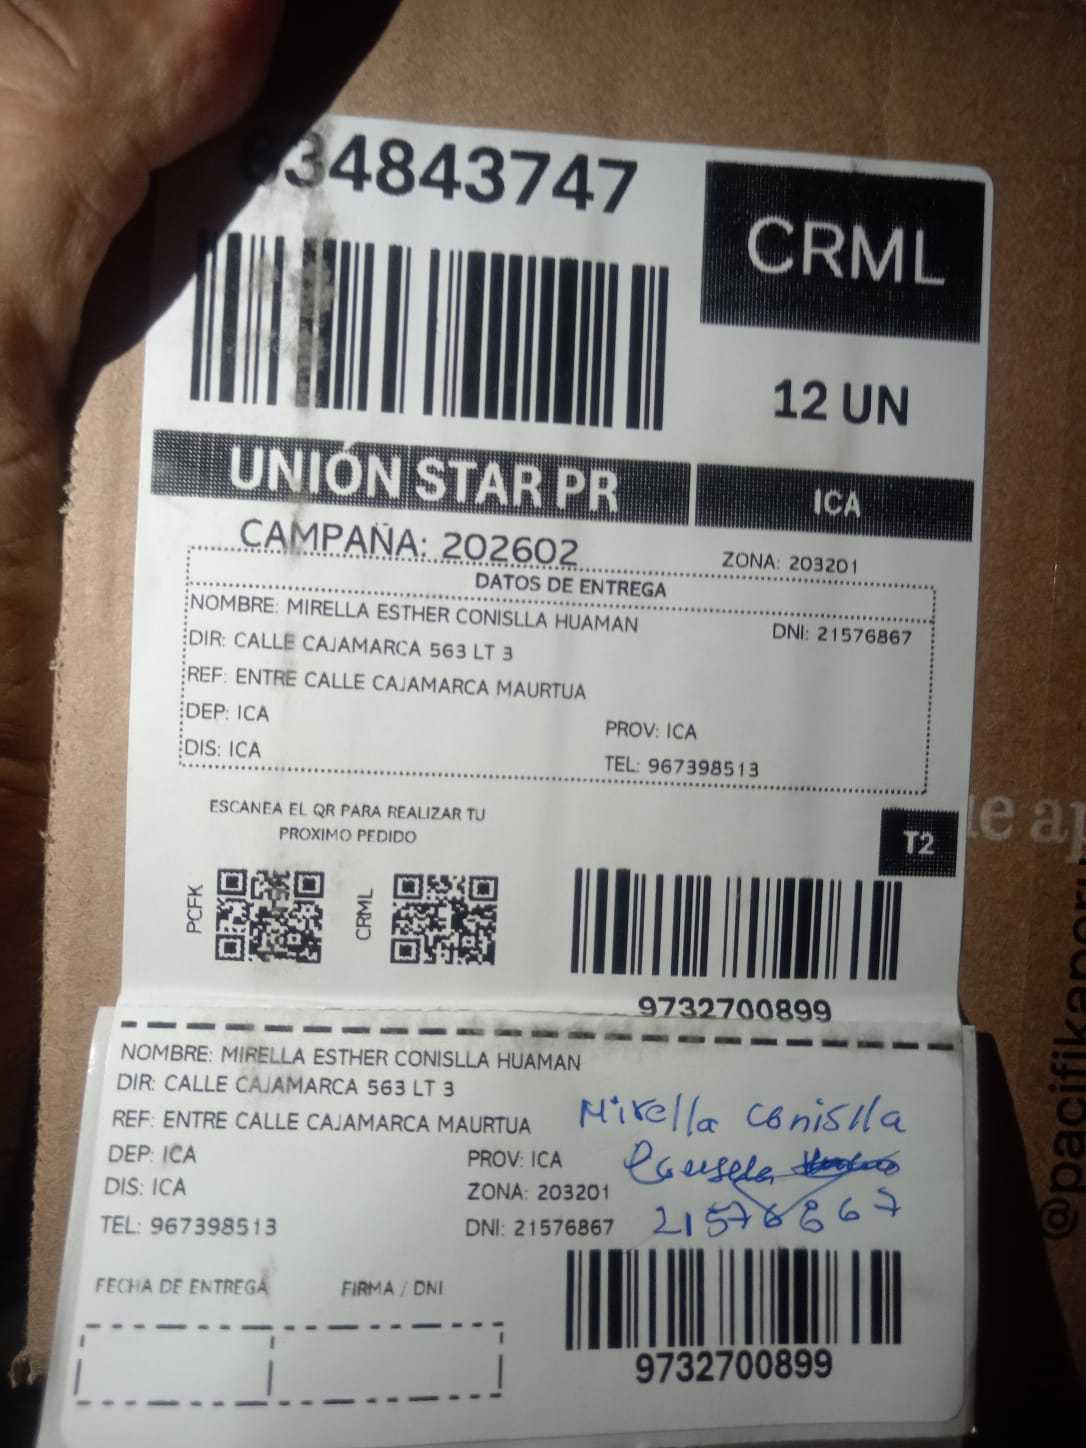 634843747
CRML
12 UN
UNIÓN STAR PR
ICA
CAMPAÑA: 202602
ZONA: 203201
DATOS DE ENTREGA
NOMBRE: MIRELLA ESTHER CONISLLA HUAMAN
DNI: 21576867
DIR: CALLE CAJAMARCA 563 LT 3
REF: ENTRE CALLE CAJAMARCA MAURTUA
DEP: ICA
PROV: ICA
DIS: ICA
TEL: 967398513
ESCANEA EL QR PARA REALIZAR TU
PROXIMO PEDIDO
T2
PCFK
CRML
9732700899
NOMBRE: MIRELLA ESTHER CONISLLA HUAMAN
DIR: CALLE CAJAMARCA 563 LT 3
REF: ENTRE CALLE CAJAMARCA MAURTUA
DEP: ICA
PROV: ICA
DIS: ICA
ZONA: 203201
TEL: 967398513
DNI: 21576867
Mirella Conislla
21576867
FECHA DE ENTREGA
FIRMA / DNI
9732700899
@pacifikaperu